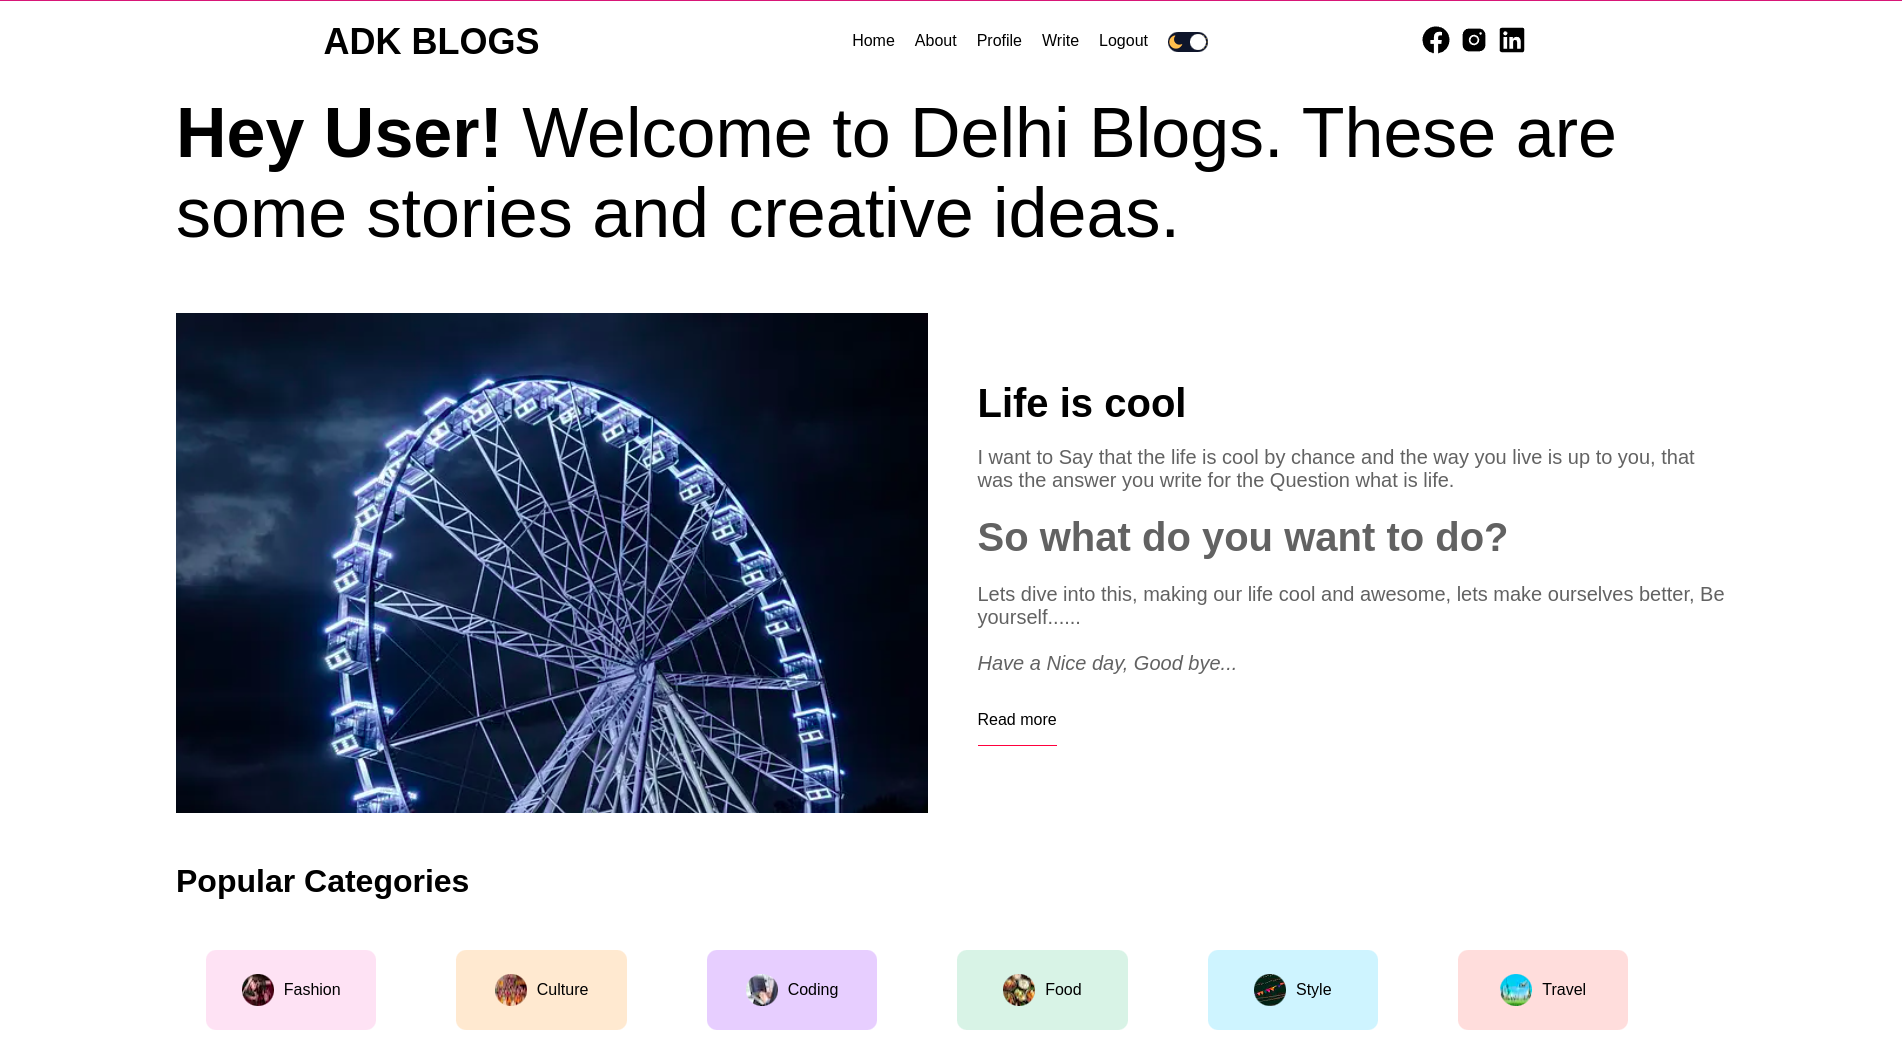 ADK BLOGS
Home About Profile Write Logout
Hey User! Welcome to Delhi Blogs. These are
some stories and creative ideas.
Life is cool
I want to Say that the life is cool by chance and the way you live is up to you, that
was the answer you write for the Question what is life.
So what do you want to do?
Lets dive into this, making our life cool and awesome, lets make ourselves better, Be
yourself......
Have a Nice day, Good bye...
Read more
Popular Categories
Fashion Culture Coding Food Style Travel